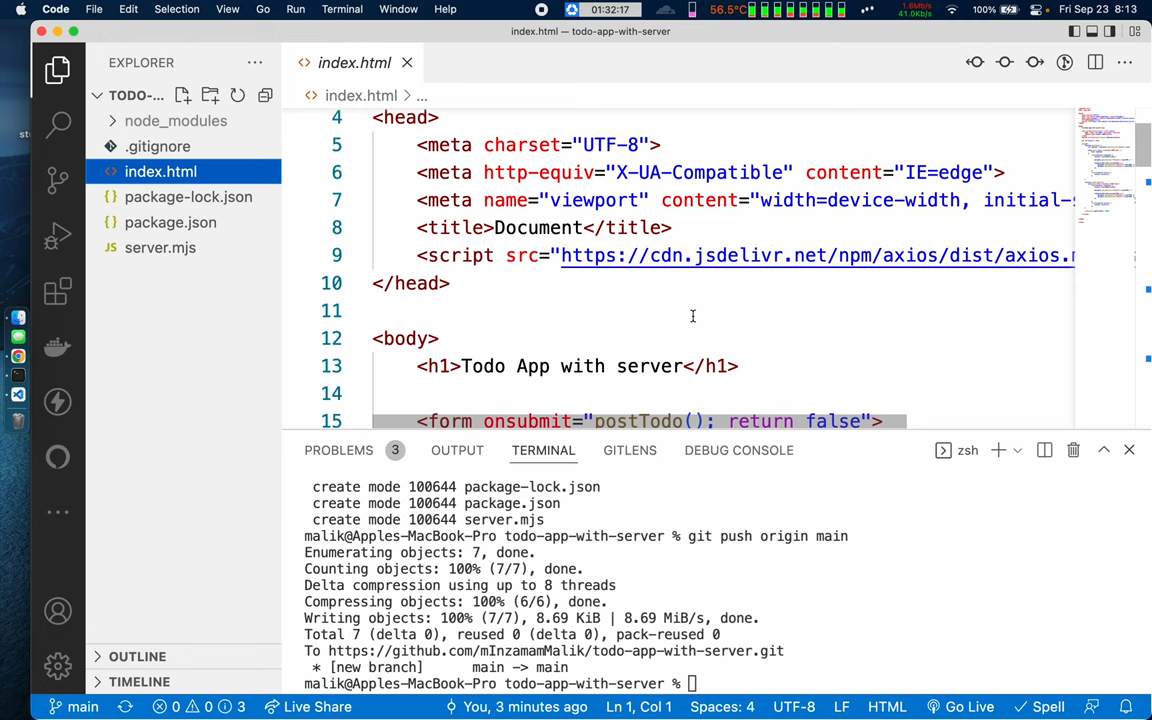 Code File Edit Selection View Go Run Terminal Window Help 01:32:17 56.5°C 1.6Mb/s 41.0Kb/s 100% Fri Sep 23 8:13
index.html — todo-app-with-server
EXPLORER
index.html
TODO-...
index.html > ...
node_modules
.gitignore
index.html
package-lock.json
package.json
server.mjs
4 <head>
5 <meta charset="UTF-8">
6 <meta http-equiv="X-UA-Compatible" content="IE=edge">
7 <meta name="viewport" content="width=device-width, initial-s
8 <title>Document</title>
9 <script src="https://cdn.jsdelivr.net/npm/axios/dist/axios.m
10 </head>
11
12 <body>
13 <h1>Todo App with server</h1>
14
15 <form onsubmit="postTodo(); return false">
PROBLEMS 3 OUTPUT TERMINAL GITLENS DEBUG CONSOLE zsh
create mode 100644 package-lock.json
create mode 100644 package.json
create mode 100644 server.mjs
malik@Apples-MacBook-Pro todo-app-with-server % git push origin main
Enumerating objects: 7, done.
Counting objects: 100% (7/7), done.
Delta compression using up to 8 threads
Compressing objects: 100% (6/6), done.
Writing objects: 100% (7/7), 8.69 KiB | 8.69 MiB/s, done.
Total 7 (delta 0), reused 0 (delta 0), pack-reused 0
To https://github.com/mInzamamMalik/todo-app-with-server.git
* [new branch] main -> main
malik@Apples-MacBook-Pro todo-app-with-server %
OUTLINE
TIMELINE
main 0 0 3 Live Share You, 3 minutes ago Ln 1, Col 1 Spaces: 4 UTF-8 LF HTML Go Live Spell